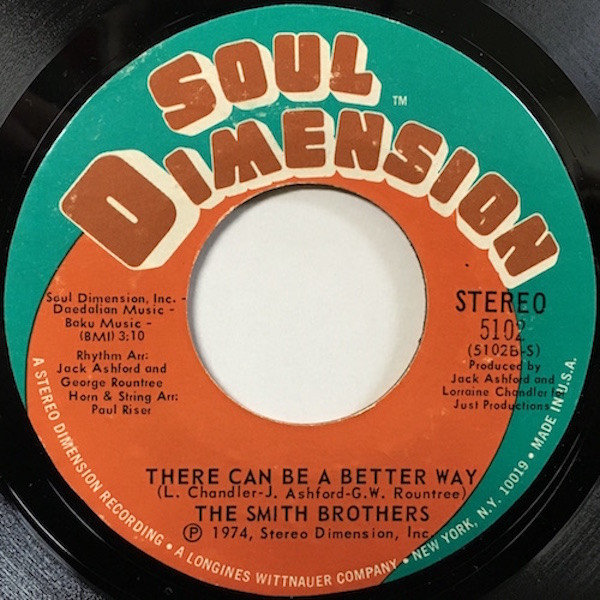 SOUL
DIMENSION
TM
Soul Dimension, Inc. -
Daedalian Music -
Baku Music -
(BMI) 3:10
Rhythm Arr:
Jack Ashford and
George Rountree
Horn & String Arr:
Paul Riser
STEREO
5102
(5102B-S)
Produced by
Jack Ashford and
Lorraine Chandler for
Just Productions
THERE CAN BE A BETTER WAY
(L. Chandler-J. Ashford-G.W. Rountree)
THE SMITH BROTHERS
Ⓟ 1974, Stereo Dimension, Inc.
A STEREO DIMENSION RECORDING • A LONGINES WITTNAUER COMPANY • NEW YORK, N.Y. 10019 • MADE IN U.S.A.